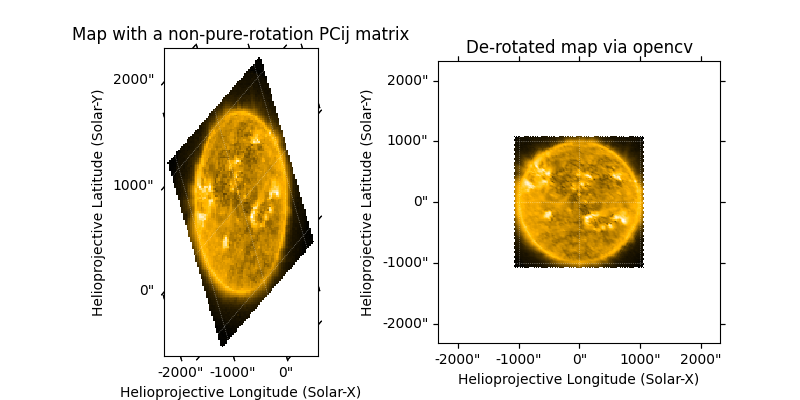 Map with a non-pure-rotation PCij matrix
2000"
1000"
0"
Helioprojective Latitude (Solar-Y)
-2000" -1000" 0"
Helioprojective Longitude (Solar-X)
De-rotated map via opencv
2000"
1000"
0"
-1000"
-2000"
Helioprojective Latitude (Solar-Y)
-2000" -1000" 0" 1000" 2000"
Helioprojective Longitude (Solar-X)